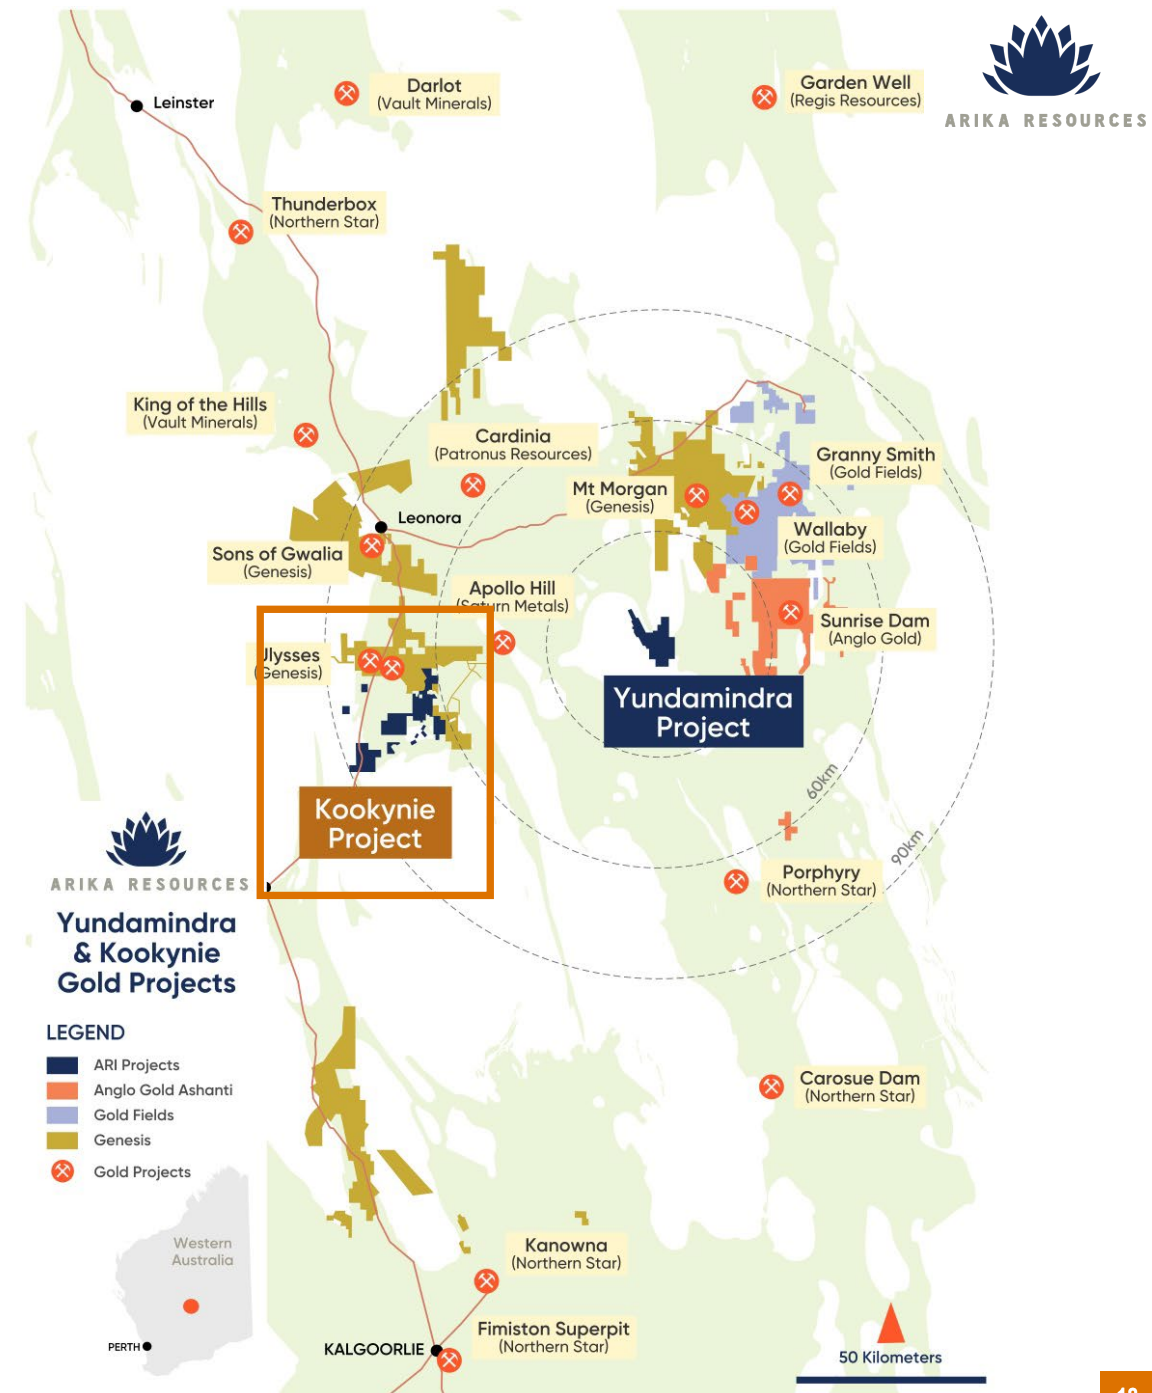 ARIKA RESOURCES
Darlot
(Vault Minerals)
Garden Well
(Regis Resources)
Leinster
Thunderbox
(Northern Star)
King of the Hills
(Vault Minerals)
Cardinia
(Patronus Resources)
Granny Smith
(Gold Fields)
Mt Morgan
(Genesis)
Leonora
Wallaby
(Gold Fields)
Sons of Gwalia
(Genesis)
Apollo Hill
(Saturn Metals)
Sunrise Dam
(Anglo Gold)
Ulysses
(Genesis)
Yundamindra
Project
60km
90km
Kookynie
Project
Porphyry
(Northern Star)
ARIKA RESOURCES
Yundamindra
& Kookynie
Gold Projects
LEGEND
ARI Projects
Anglo Gold Ashanti
Gold Fields
Genesis
Gold Projects
Carosue Dam
(Northern Star)
Western
Australia
PERTH
Kanowna
(Northern Star)
KALGOORLIE
Fimiston Superpit
(Northern Star)
50 Kilometers